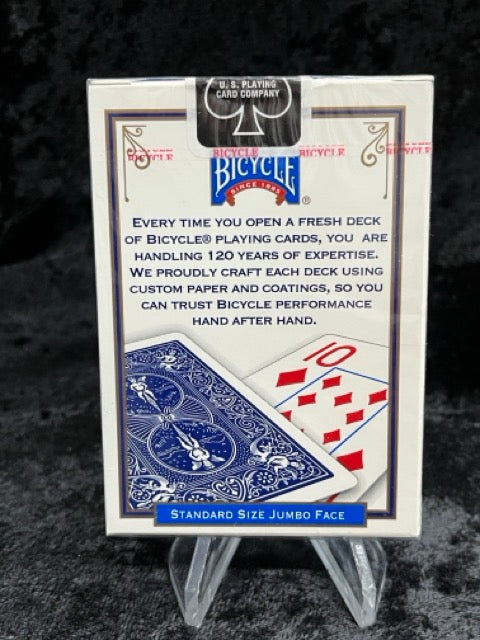 U. S. PLAYING
CARD COMPANY
BICYCLE BICYCLE BICYCLE BICYCLE
BICYCLE
SINCE 1885
®
EVERY TIME YOU OPEN A FRESH DECK
OF BICYCLE® PLAYING CARDS, YOU ARE
HANDLING 120 YEARS OF EXPERTISE.
WE PROUDLY CRAFT EACH DECK USING
CUSTOM PAPER AND COATINGS, SO YOU
CAN TRUST BICYCLE PERFORMANCE
HAND AFTER HAND.
10
STANDARD SIZE JUMBO FACE